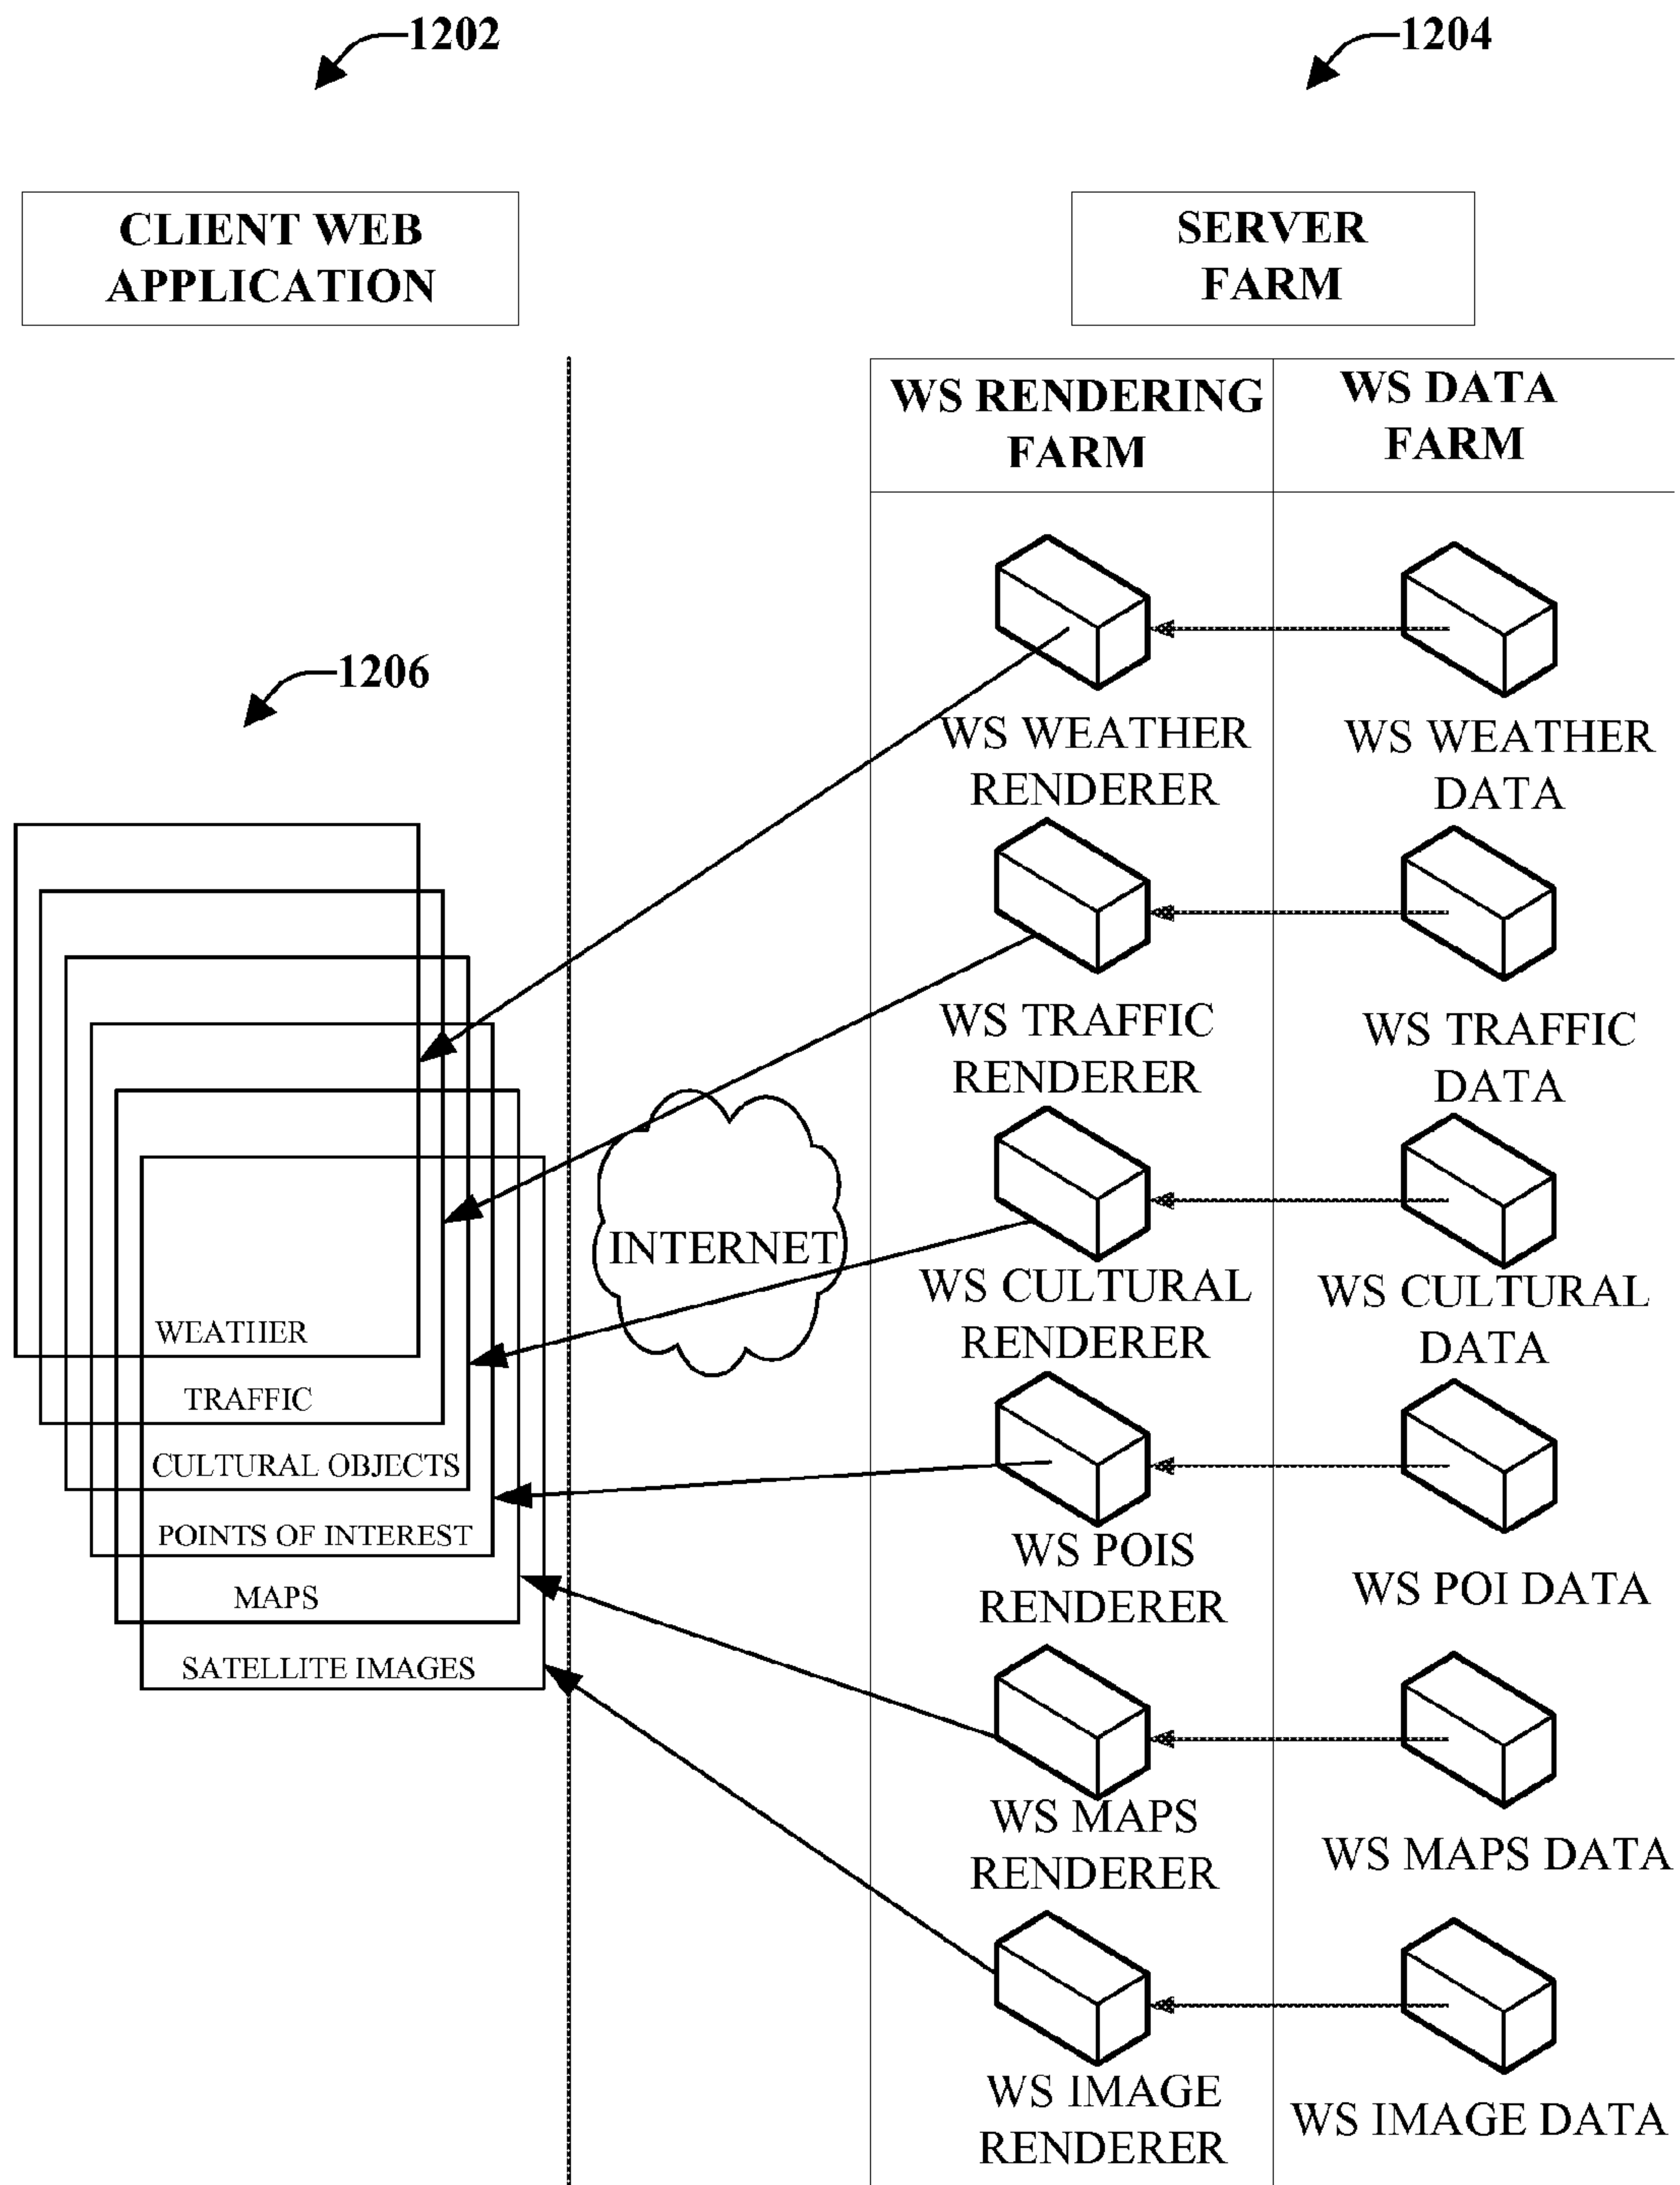 1202
1204
CLIENT WEB
APPLICATION
SERVER
FARM
WS RENDERING
FARM
WS DATA
FARM
1206
WS WEATHER
RENDERER
WS WEATHER
DATA
WS TRAFFIC
RENDERER
WS TRAFFIC
DATA
INTERNET
WS CULTURAL
RENDERER
WS CULTURAL
DATA
WEATHER
TRAFFIC
CULTURAL OBJECTS
POINTS OF INTEREST
MAPS
SATELLITE IMAGES
WS POIS
RENDERER
WS POI DATA
WS MAPS
RENDERER
WS MAPS DATA
WS IMAGE
RENDERER
WS IMAGE DATA